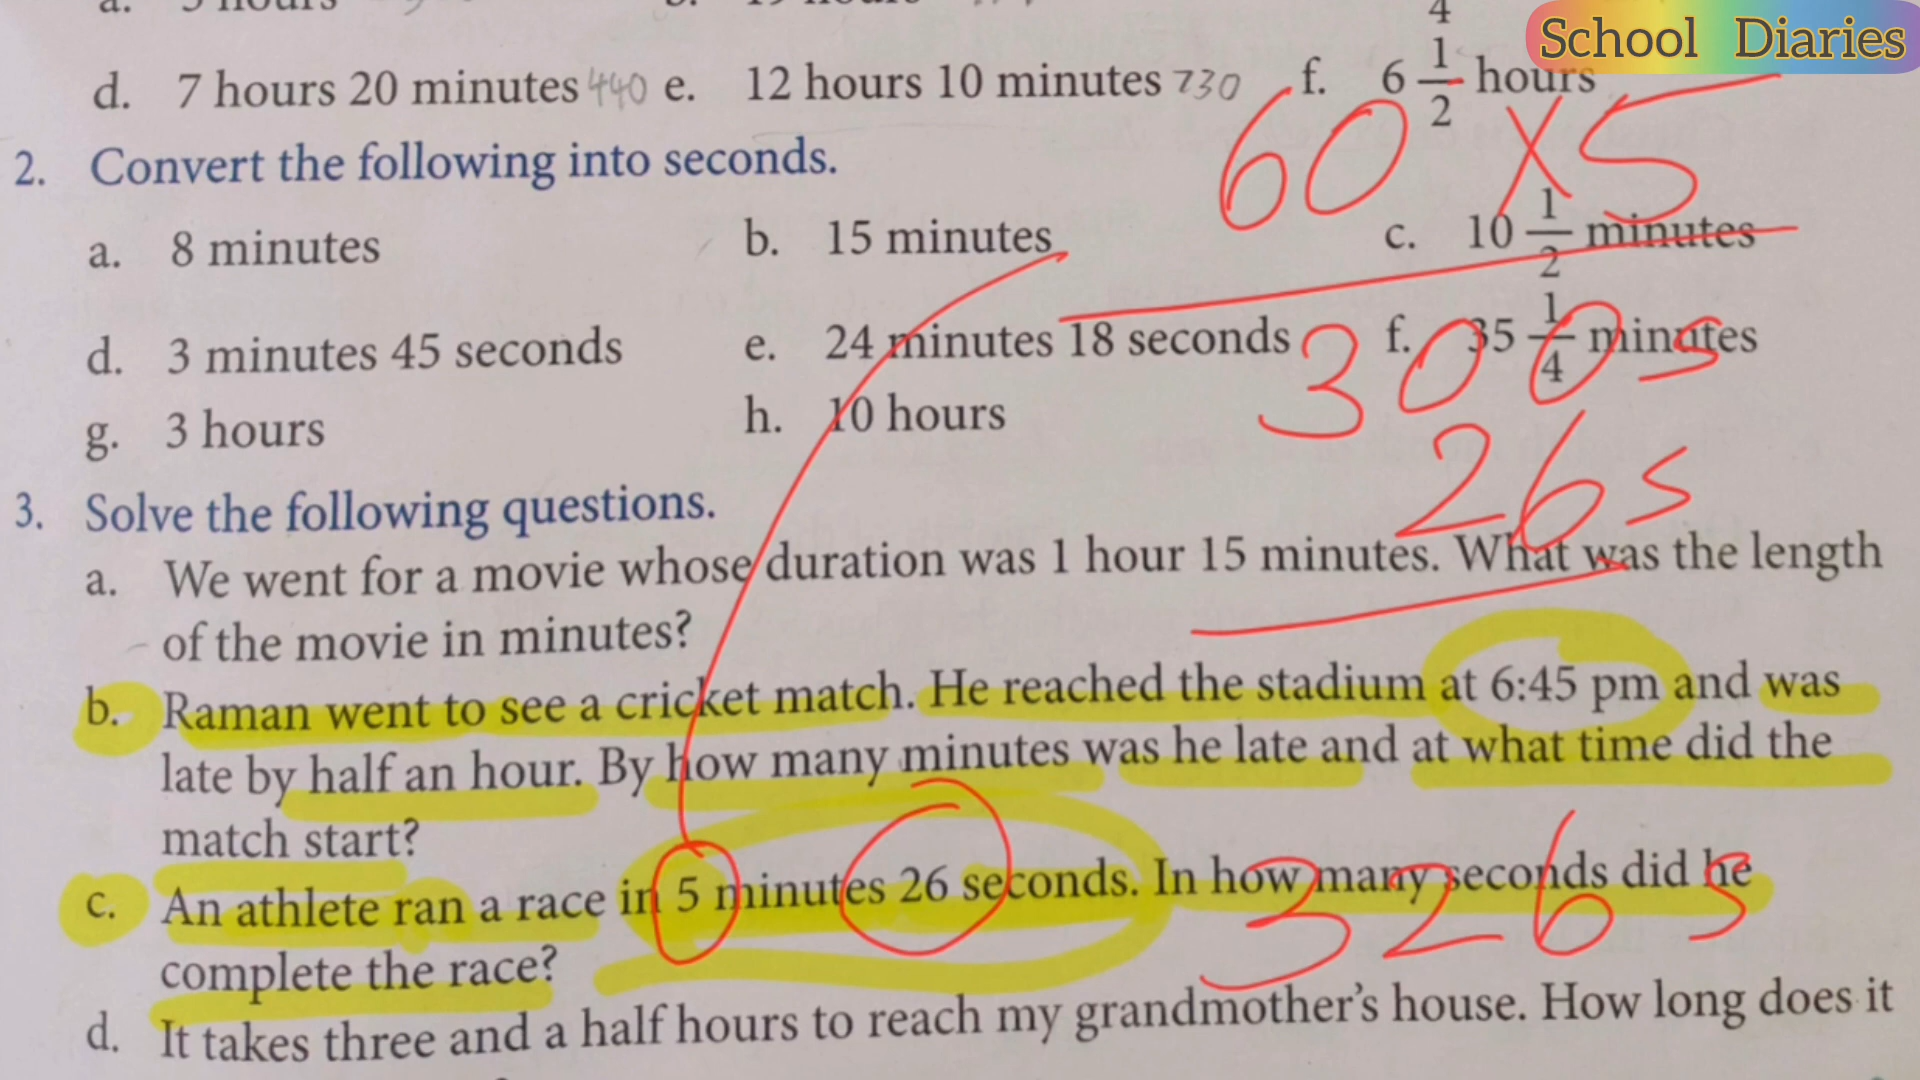 School Diaries
d. 7 hours 20 minutes 440 e. 12 hours 10 minutes 730 f. 6 1/2 hours
60 X 5
2. Convert the following into seconds.
a. 8 minutes b. 15 minutes c. 10 1/2 minutes
d. 3 minutes 45 seconds e. 24 minutes 18 seconds f. 35 1/4 minutes
300s
g. 3 hours h. 10 hours
26s
3. Solve the following questions.
a. We went for a movie whose duration was 1 hour 15 minutes. What was the length
of the movie in minutes?
b. Raman went to see a cricket match. He reached the stadium at 6:45 pm and was
late by half an hour. By how many minutes was he late and at what time did the
match start?
c. An athlete ran a race in 5 minutes 26 seconds. In how many seconds did he
326s
complete the race?
d. It takes three and a half hours to reach my grandmother's house. How long does it